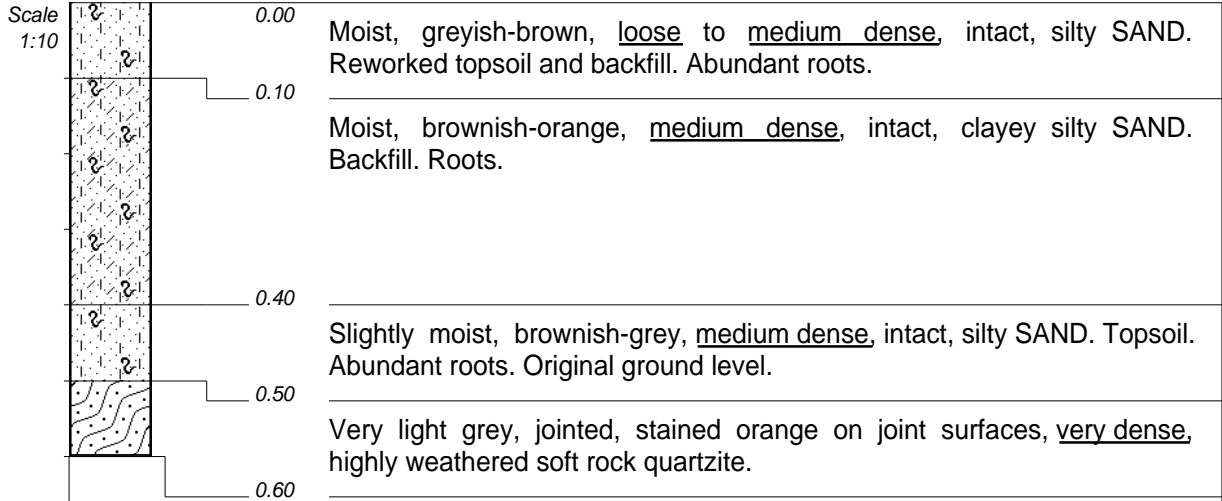 Scale
1:10
0.00
Moist, greyish-brown, loose to medium dense, intact, silty SAND.
Reworked topsoil and backfill. Abundant roots.
0.10
Moist, brownish-orange, medium dense, intact, clayey silty SAND.
Backfill. Roots.
0.40
Slightly moist, brownish-grey, medium dense, intact, silty SAND. Topsoil.
Abundant roots. Original ground level.
0.50
Very light grey, jointed, stained orange on joint surfaces, very dense,
highly weathered soft rock quartzite.
0.60